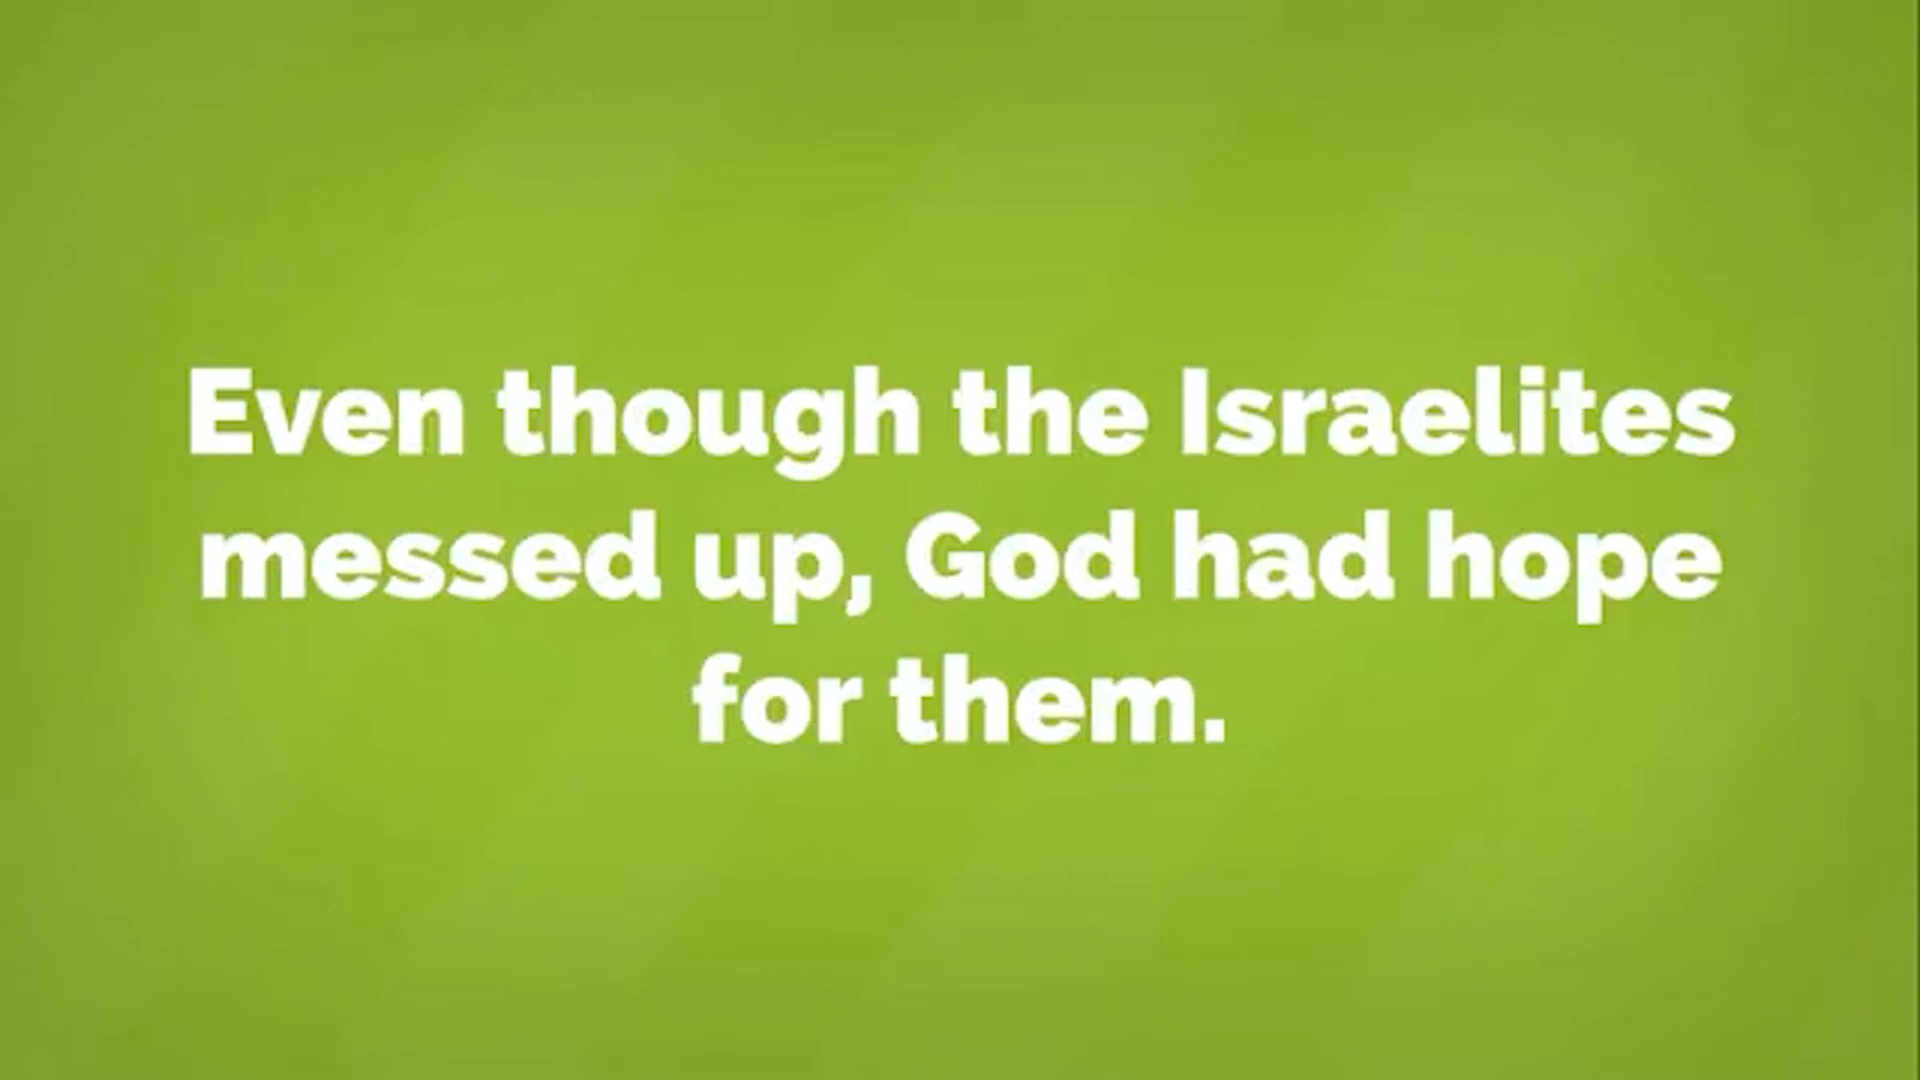 Even though the Israelites
messed up, God had hope
for them.